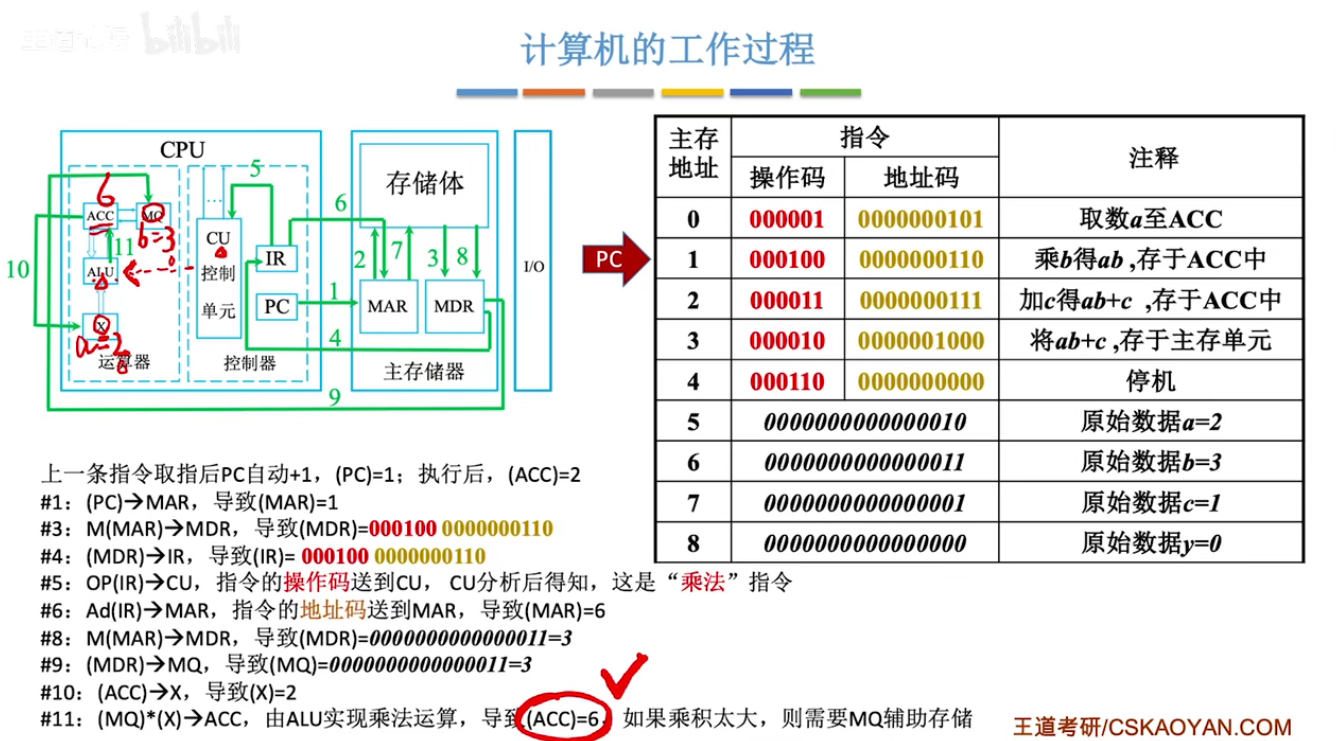 bilibili
计算机的工作过程
CPU
ACC
MQ
ALU
X
运算器
...
CU
控制
单元
IR
PC
控制器
存储体
MAR
MDR
主存储器
I/O
1
2
3
4
5
6
7
8
9
10
11
6
b=3
a=2
PC
主存地址 指令 注释
操作码 地址码
0 000001 0000000101 取数a至ACC
1 000100 0000000110 乘b得ab ,存于ACC中
2 000011 0000000111 加c得ab+c ,存于ACC中
3 000010 0000001000 将ab+c ,存于主存单元
4 000110 0000000000 停机
5 0000000000000010 原始数据a=2
6 0000000000000011 原始数据b=3
7 0000000000000001 原始数据c=1
8 0000000000000000 原始数据y=0
上一条指令取指后PC自动+1，(PC)=1；执行后，(ACC)=2
#1：(PC)→MAR，导致(MAR)=1
#3：M(MAR)→MDR，导致(MDR)=000100 0000000110
#4：(MDR)→IR，导致(IR)= 000100 0000000110
#5：OP(IR)→CU，指令的操作码送到CU， CU分析后得知，这是“乘法”指令
#6：Ad(IR)→MAR，指令的地址码送到MAR，导致(MAR)=6
#8：M(MAR)→MDR，导致(MDR)=0000000000000011=3
#9：(MDR)→MQ，导致(MQ)=0000000000000011=3
#10：(ACC)→X，导致(X)=2
#11：(MQ)*(X)→ACC，由ALU实现乘法运算，导致(ACC)=6，如果乘积太大，则需要MQ辅助存储
王道考研/CSKAOYAN.COM